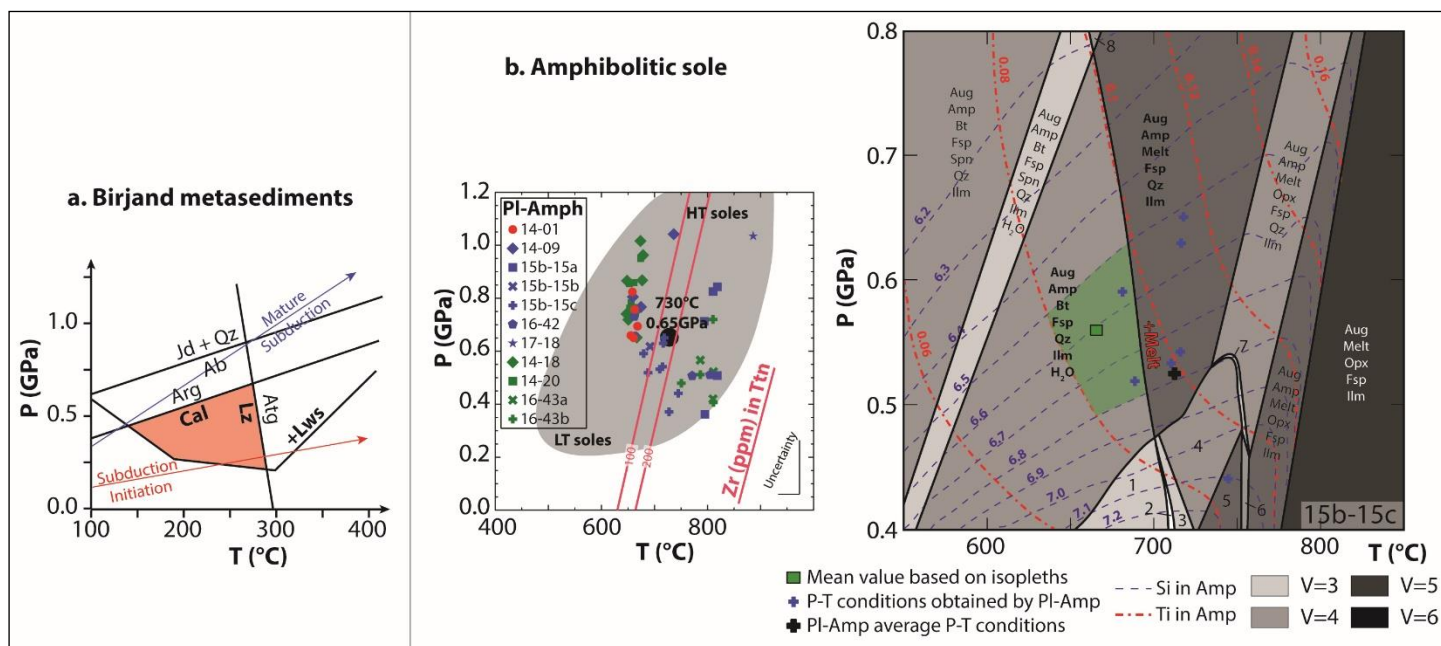 a. Birjand metasediments
P (GPa)
1.0
0.5
0.0
Jd + Qz
Ab
Arg
Cal
Lz
Atg
+Lws
Mature
Subduction
Subduction
Initiation
100
200
300
400
T (°C)
b. Amphibolitic sole
P (GPa)
1.2
1.0
0.8
0.6
0.4
0.2
0.0
Pl-Amph
14-01
14-09
15b-15a
15b-15b
15b-15c
16-42
17-18
14-18
14-20
16-43a
16-43b
HT soles
730°C
0.65GPa
LT soles
100
200
Zr (ppm) in Ttn
Uncertainty
400
600
800
T (°C)
P (GPa)
0.8
0.7
0.6
0.5
0.4
Aug
Amp
Bt
Fsp
Spn
Qz
Ilm
Aug
Amp
Bt
Fsp
Spn
Qz
Ilm
H2O
Aug
Amp
Bt
Fsp
Qz
Ilm
H2O
Aug
Amp
Melt
Fsp
Qz
Ilm
Aug
Amp
Melt
Opx
Fsp
Qz
Ilm
Aug
Amp
Melt
Opx
Fsp
Ilm
Aug
Melt
Opx
Fsp
Ilm
+Melt
0.06
0.08
0.1
0.12
0.14
0.16
6.2
6.3
6.4
6.5
6.6
6.7
6.8
6.9
7.0
7.1
7.2
1
2
3
4
5
6
7
8
15b-15c
600
700
800
T (°C)
Mean value based on isopleths
P-T conditions obtained by Pl-Amp
Pl-Amp average P-T conditions
Si in Amp
Ti in Amp
V=3
V=4
V=5
V=6